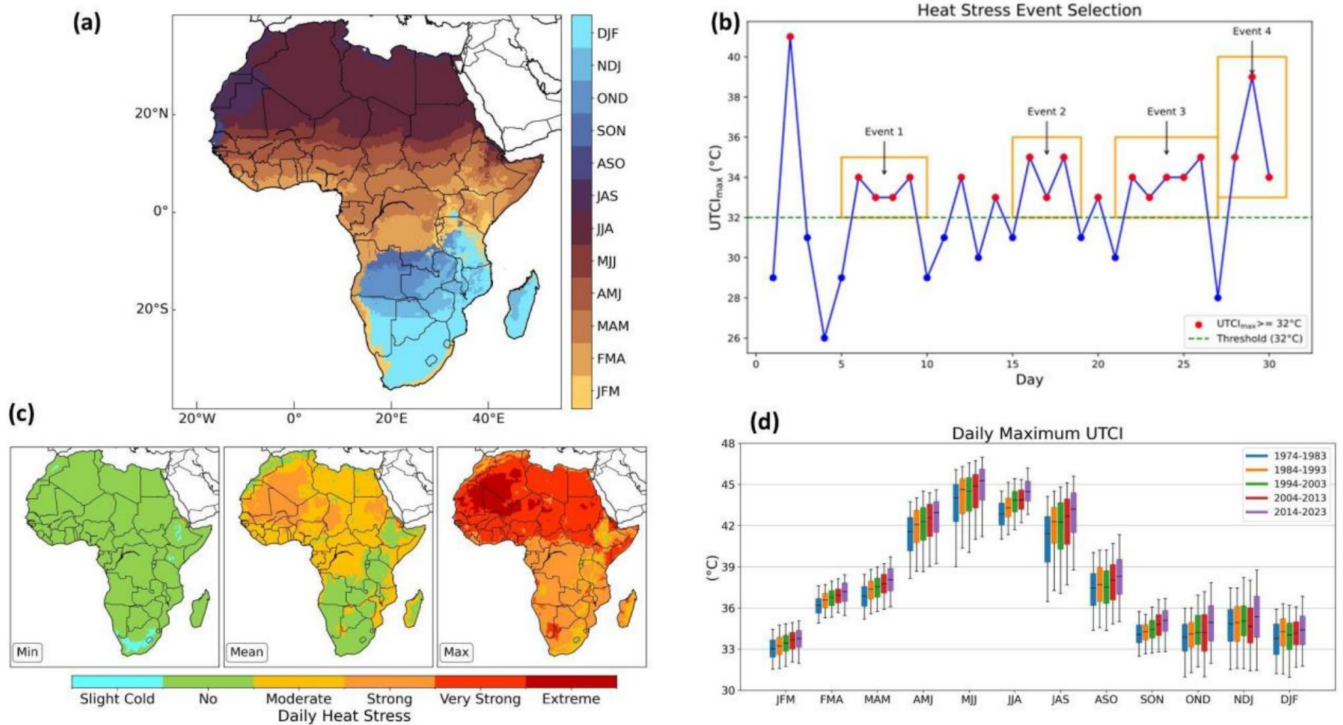 (a)
20°N
0°
20°S
20°W
0°
20°E
40°E
DJF
NDJ
OND
SON
ASO
JAS
JJA
MJJ
AMJ
MAM
FMA
JFM
(b)
Heat Stress Event Selection
UTCImax (°C)
40
38
36
34
32
30
28
26
0
5
10
15
20
25
30
Day
Event 1
Event 2
Event 3
Event 4
UTCImax>= 32°C
Threshold (32°C)
(c)
Min
Mean
Max
Slight Cold
No
Moderate
Strong
Very Strong
Extreme
Daily Heat Stress
(d)
Daily Maximum UTCI
(°C)
48
45
42
39
36
33
30
JFM
FMA
MAM
AMJ
MJJ
JJA
JAS
ASO
SON
OND
NDJ
DJF
1974-1983
1984-1993
1994-2003
2004-2013
2014-2023